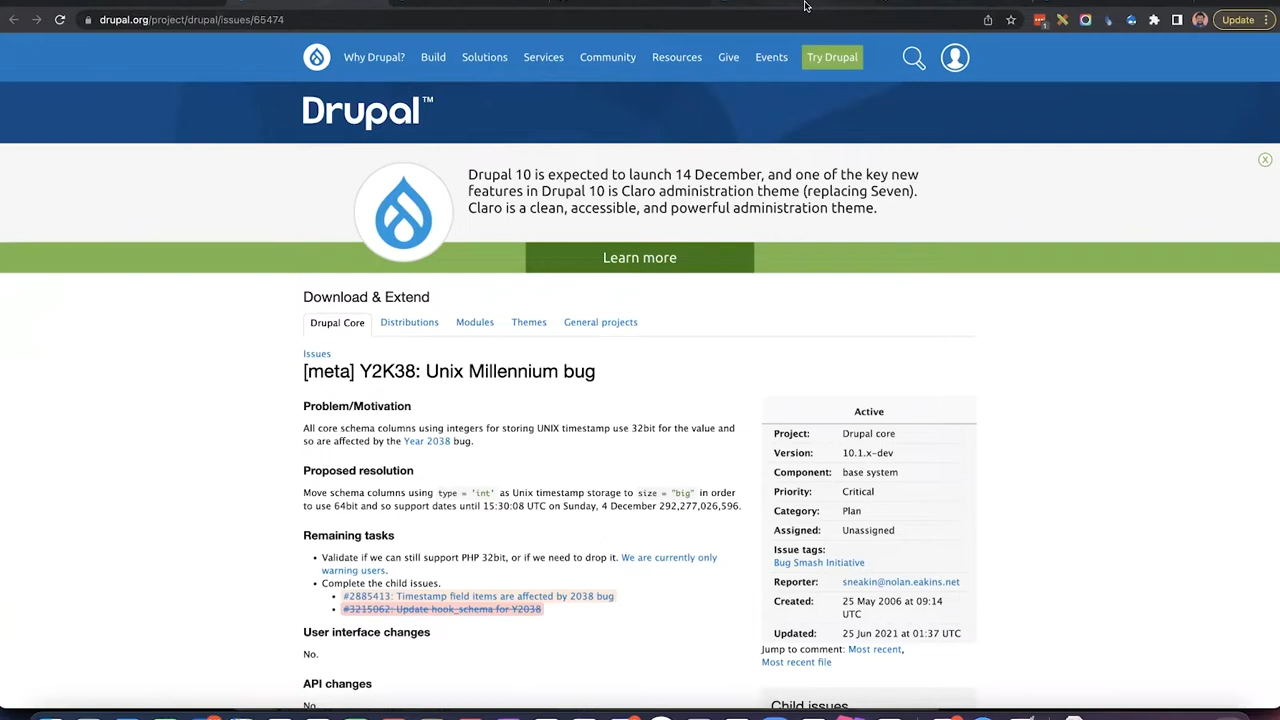 drupal.org/project/drupal/issues/65474
Update
1
Why Drupal? Build Solutions Services Community Resources Give Events Try Drupal
Drupal™
Drupal 10 is expected to launch 14 December, and one of the key new
features in Drupal 10 is Claro administration theme (replacing Seven).
Claro is a clean, accessible, and powerful administration theme.
X
Learn more
Download & Extend
Drupal Core Distributions Modules Themes General projects
Issues
[meta] Y2K38: Unix Millennium bug
Problem/Motivation
All core schema columns using integers for storing UNIX timestamp use 32bit for the value and
so are affected by the Year 2038 bug.
Proposed resolution
Move schema columns using type = 'int' as Unix timestamp storage to size = "big" in order
to use 64bit and so support dates until 15:30:08 UTC on Sunday, 4 December 292,277,026,596.
Remaining tasks
• Validate if we can still support PHP 32bit, or if we need to drop it. We are currently only
warning users.
• Complete the child issues.
• #2885413: Timestamp field items are affected by 2038 bug
• #3215062: Update hook_schema for Y2038
User interface changes
No.
API changes
No.
Active
Project: Drupal core
Version: 10.1.x-dev
Component: base system
Priority: Critical
Category: Plan
Assigned: Unassigned
Issue tags:
Bug Smash Initiative
Reporter: sneakin@nolan.eakins.net
Created: 25 May 2006 at 09:14
UTC
Updated: 25 Jun 2021 at 01:37 UTC
Jump to comment: Most recent,
Most recent file
Child issues